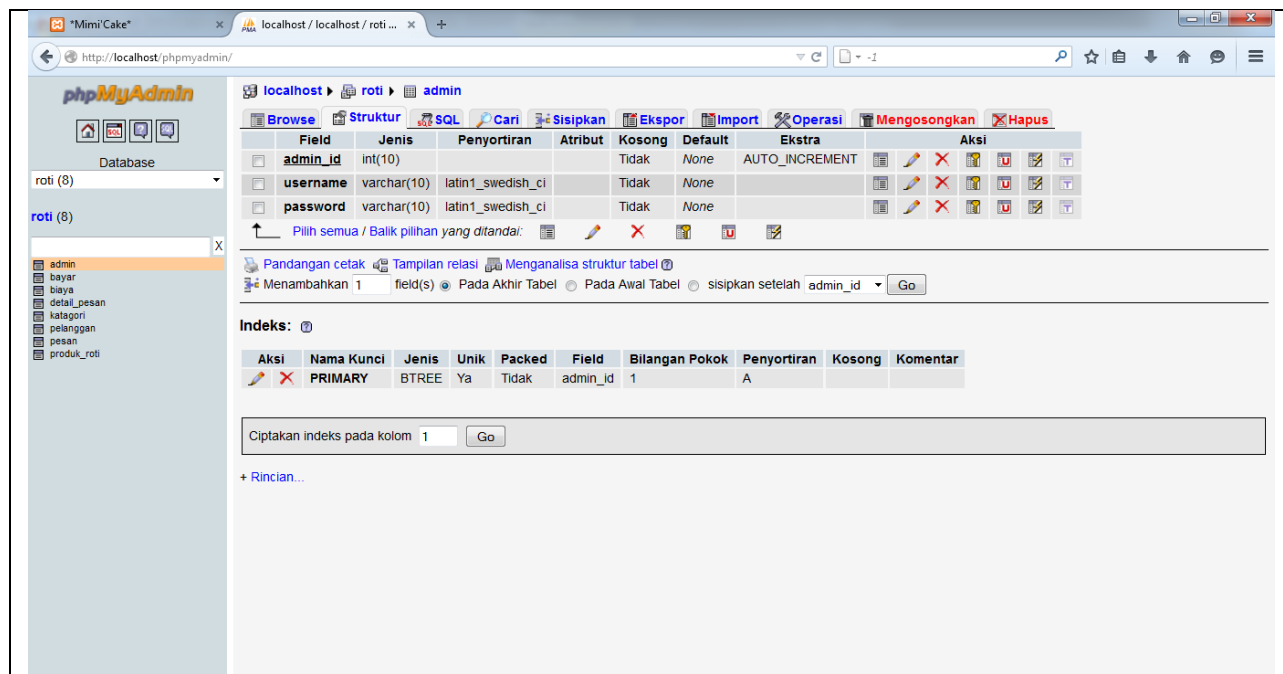 *Mimi'Cake*
localhost / localhost / roti ...
http://localhost/phpmyadmin/
-1
phpMyAdmin
Database
roti (8)
roti (8)
X
admin
bayar
biaya
detail_pesan
katagori
pelanggan
pesan
produk_roti
localhost roti admin
Browse Struktur SQL Cari Sisipkan Ekspor Import Operasi Mengosongkan Hapus
Field Jenis Penyortiran Atribut Kosong Default Ekstra Aksi
admin_id int(10) Tidak None AUTO_INCREMENT
username varchar(10) latin1_swedish_ci Tidak None
password varchar(10) latin1_swedish_ci Tidak None
Pilih semua / Balik pilihan yang ditandai:
Pandangan cetak Tampilan relasi Menganalisa struktur tabel
Menambahkan 1 field(s) Pada Akhir Tabel Pada Awal Tabel sisipkan setelah admin_id Go
Indeks:
Aksi Nama Kunci Jenis Unik Packed Field Bilangan Pokok Penyortiran Kosong Komentar
PRIMARY BTREE Ya Tidak admin_id 1 A
Ciptakan indeks pada kolom 1 Go
+ Rincian...